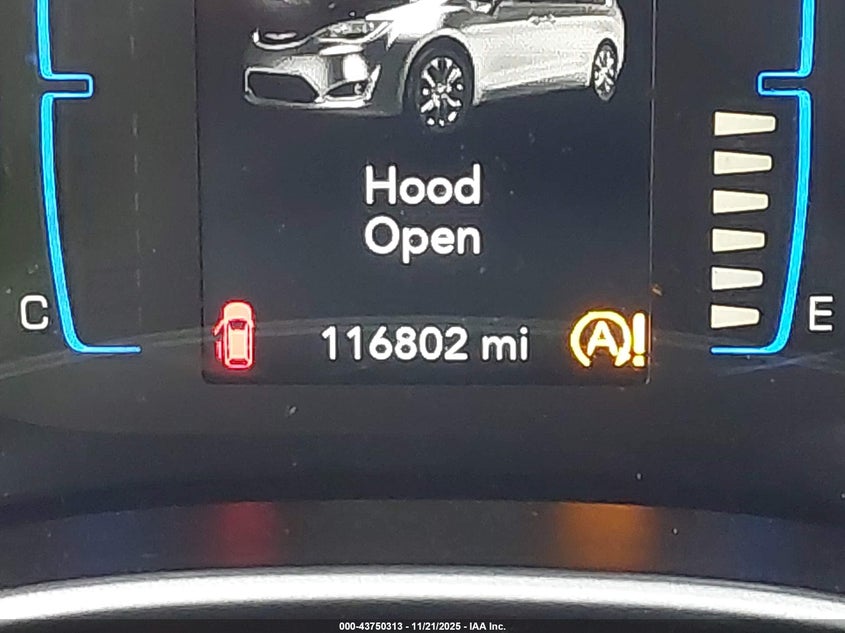 Hood
Open
C
E
116802 mi
A!
000-43750313 - 11/21/2025 - IAA Inc.